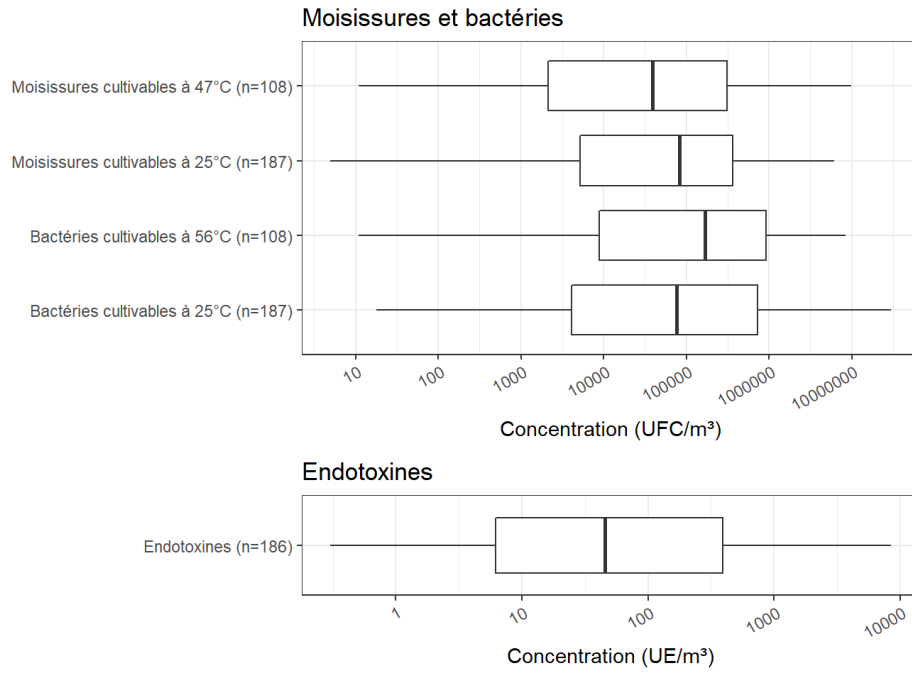 Moisissures et bactéries
Moisissures cultivables à 47°C (n=108)
Moisissures cultivables à 25°C (n=187)
Bactéries cultivables à 56°C (n=108)
Bactéries cultivables à 25°C (n=187)
10 100 1000 10000 100000 1000000 10000000
Concentration (UFC/m³)
Endotoxines
Endotoxines (n=186)
1 10 100 1000 10000
Concentration (UE/m³)